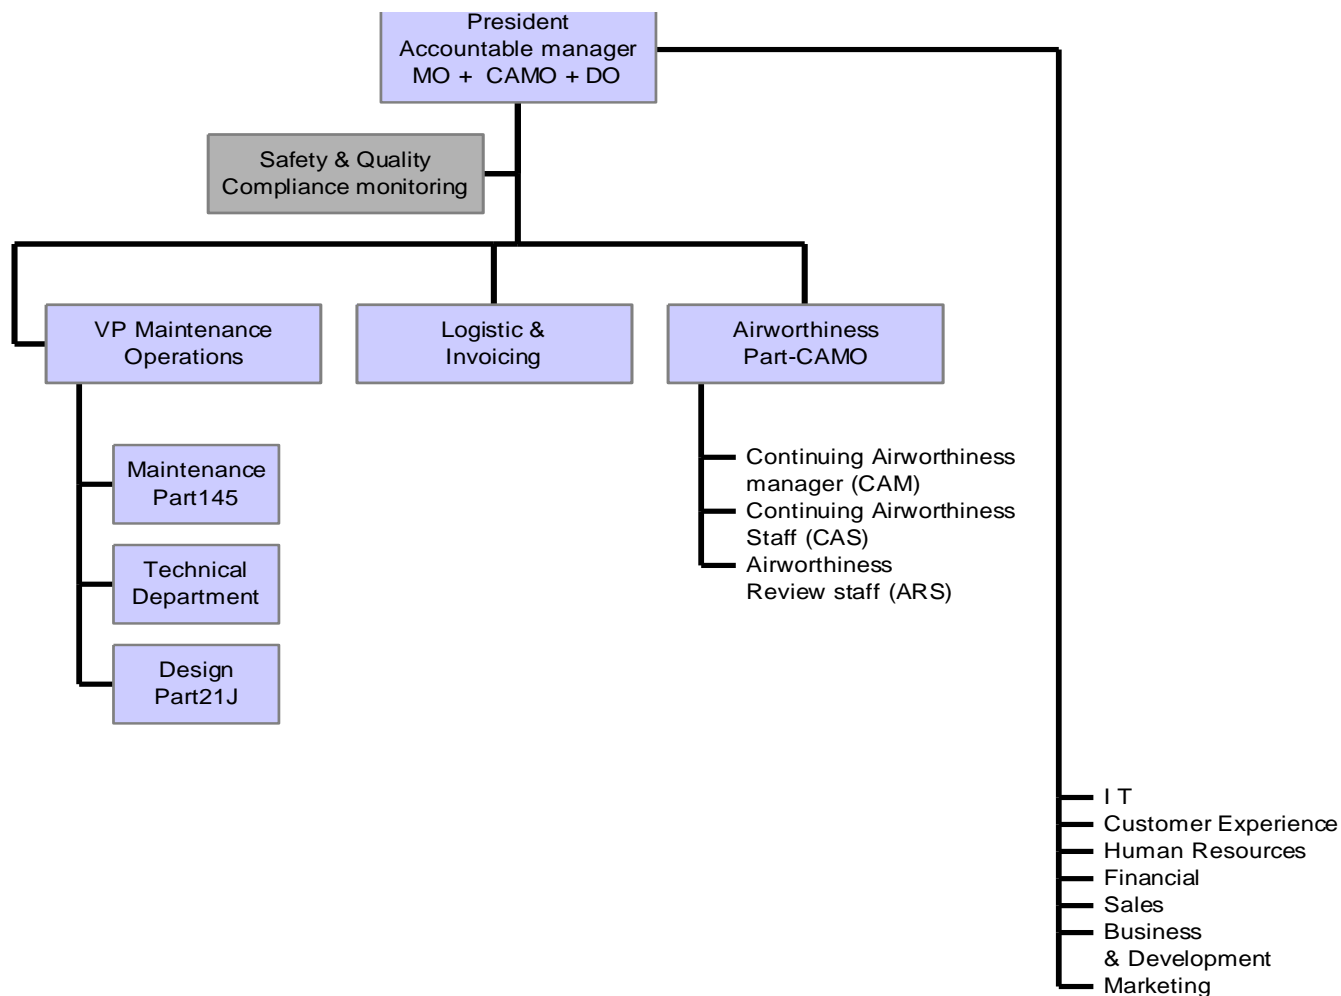 President
Accountable manager
MO +  CAMO + DO
Safety & Quality
Compliance monitoring
VP Maintenance
Operations
Logistic &
Invoicing
Airworthiness
Part-CAMO
Maintenance
Part145
Technical
Department
Design
Part21J
Continuing Airworthiness
manager (CAM)
Continuing Airworthiness
Staff (CAS)
Airworthiness
Review staff (ARS)
I T
Customer Experience
Human Resources
Financial
Sales
Business
& Development
Marketing